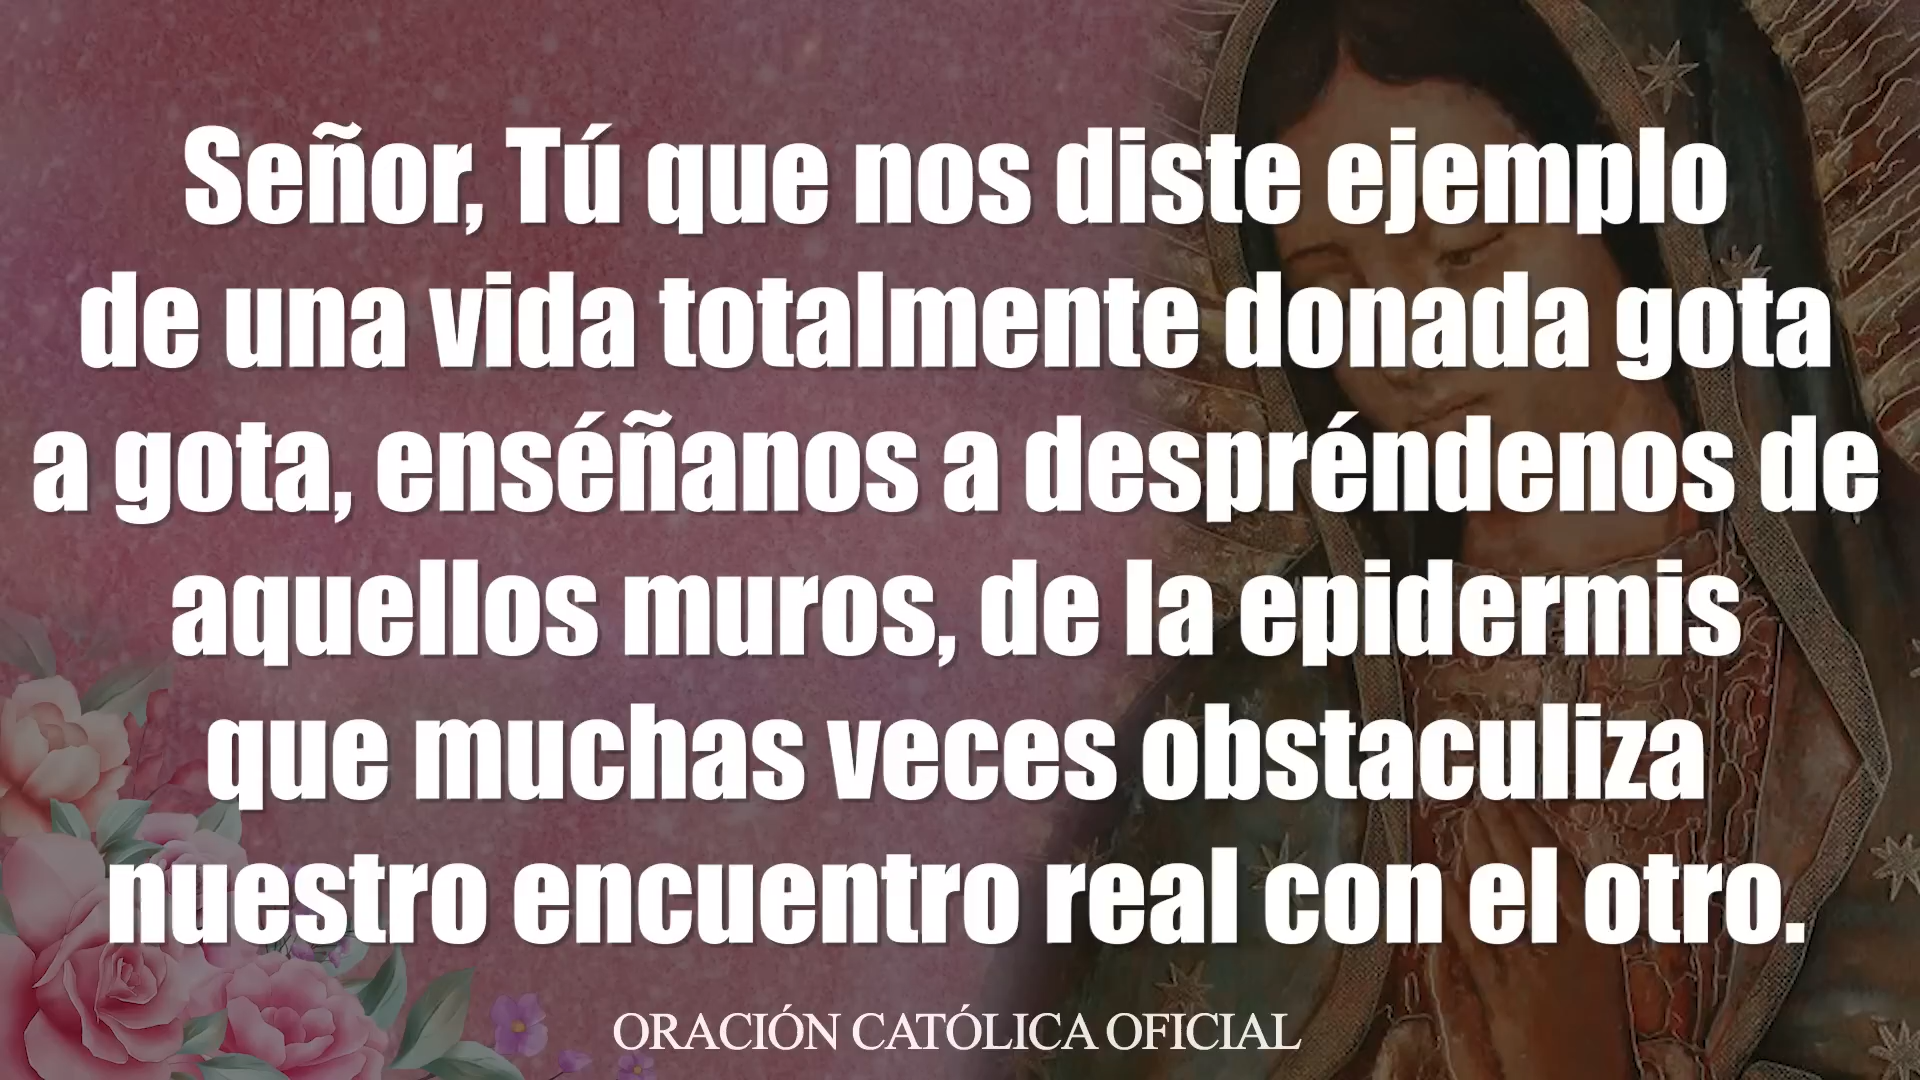 Señor, Tú que nos diste ejemplo
de una vida totalmente donada gota
a gota, enséñanos a despréndenos de
aquellos muros, de la epidermis
que muchas veces obstaculiza
nuestro encuentro real con el otro.
ORACIÓN CATÓLICA OFICIAL